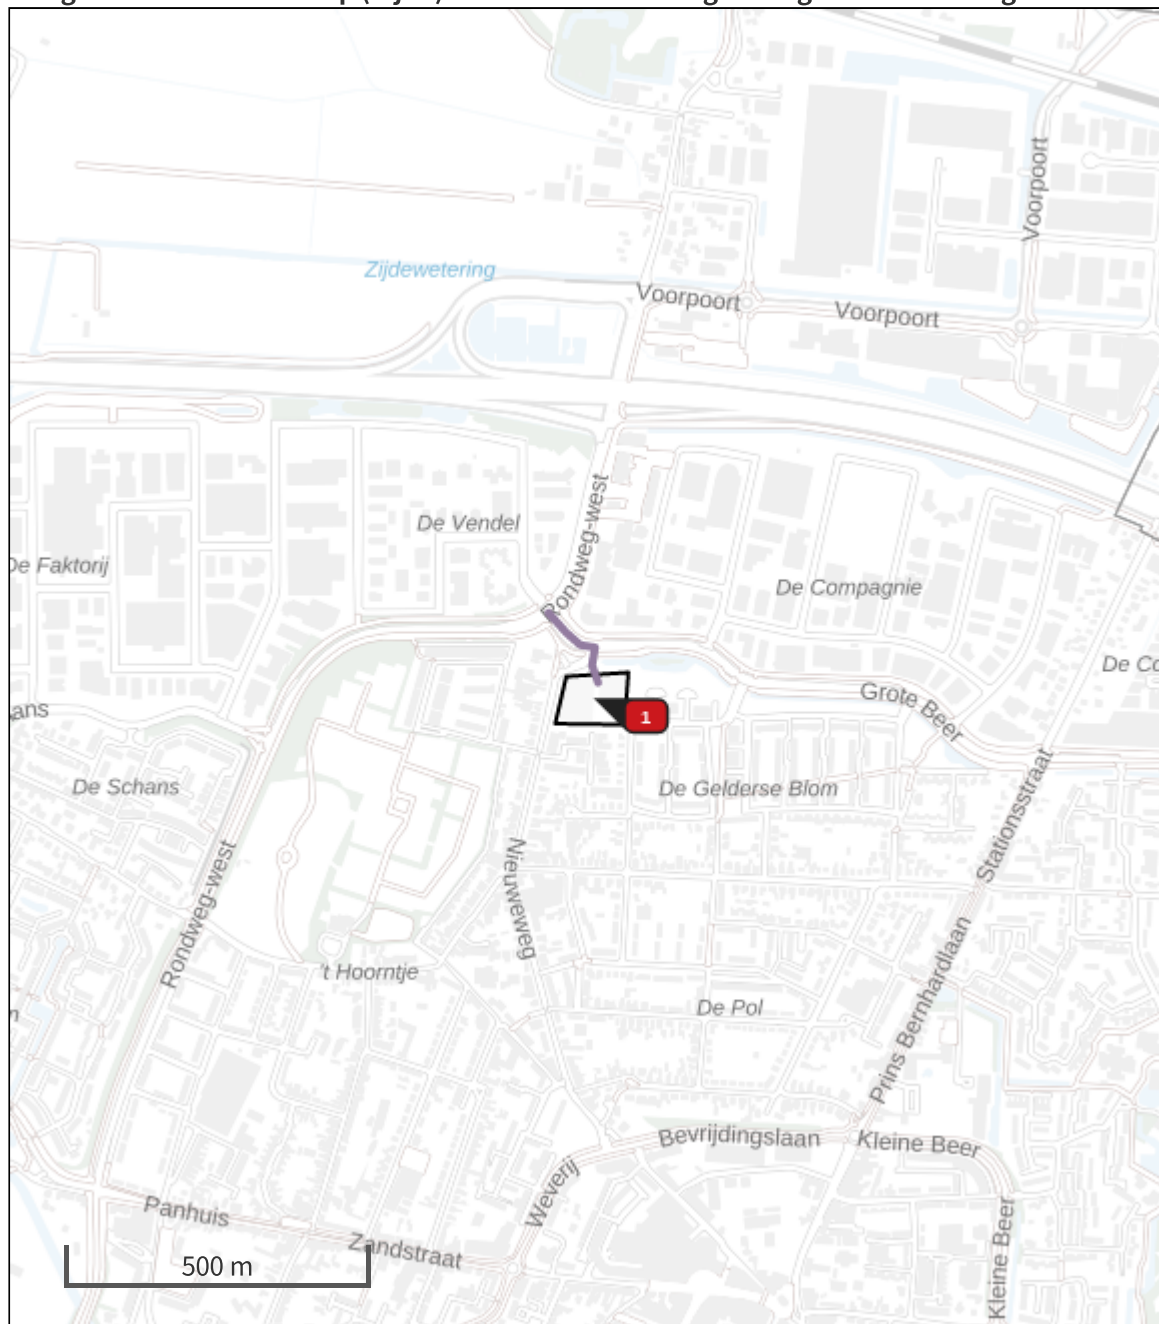 Voorpoort
Zijdewetering
Voorpoort
Voorpoort
Rondweg-west
De Vendel
De Faktorij
De Compagnie
De Co
Grote Beer
ans
1
De Schans
De Gelderse Blom
Stationsstraat
Nieuweweg
Rondweg-west
't Hoorntje
De Pol
Prins Bernhardlaan
n
Bevrijdingslaan
Kleine Beer
Weverij
Panhuis
Zandstraat
Kleine Beer
500 m